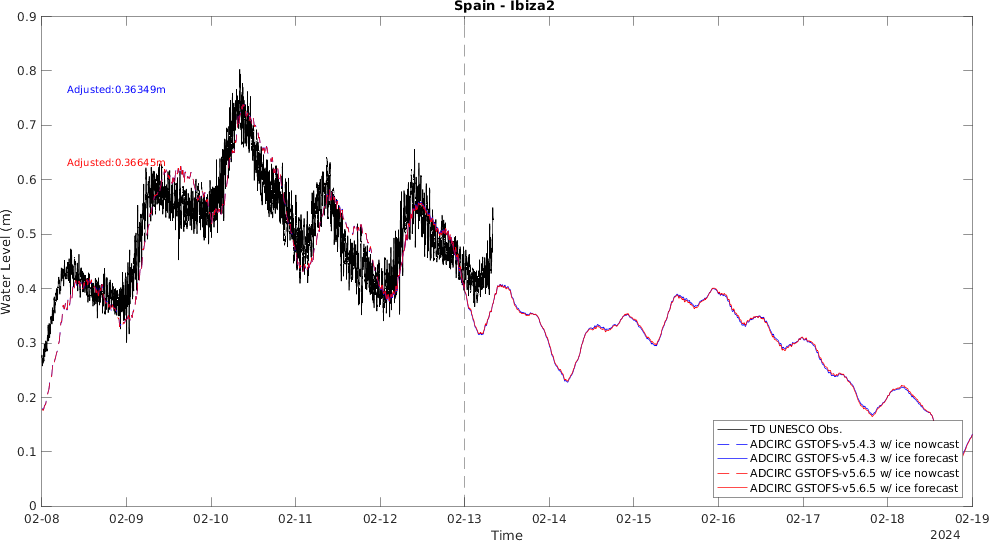 Spain - Ibiza2
0.9
0.8
0.7
0.6
0.5
0.4
0.3
0.2
0.1
0
Water Level (m)
Adjusted:0.36349m
Adjusted:0.36645m
TD UNESCO Obs.
ADCIRC GSTOFS-v5.4.3 w/ ice nowcast
ADCIRC GSTOFS-v5.4.3 w/ ice forecast
ADCIRC GSTOFS-v5.6.5 w/ ice nowcast
ADCIRC GSTOFS-v5.6.5 w/ ice forecast
02-08 02-09 02-10 02-11 02-12 02-13 02-14 02-15 02-16 02-17 02-18 02-19
Time
2024